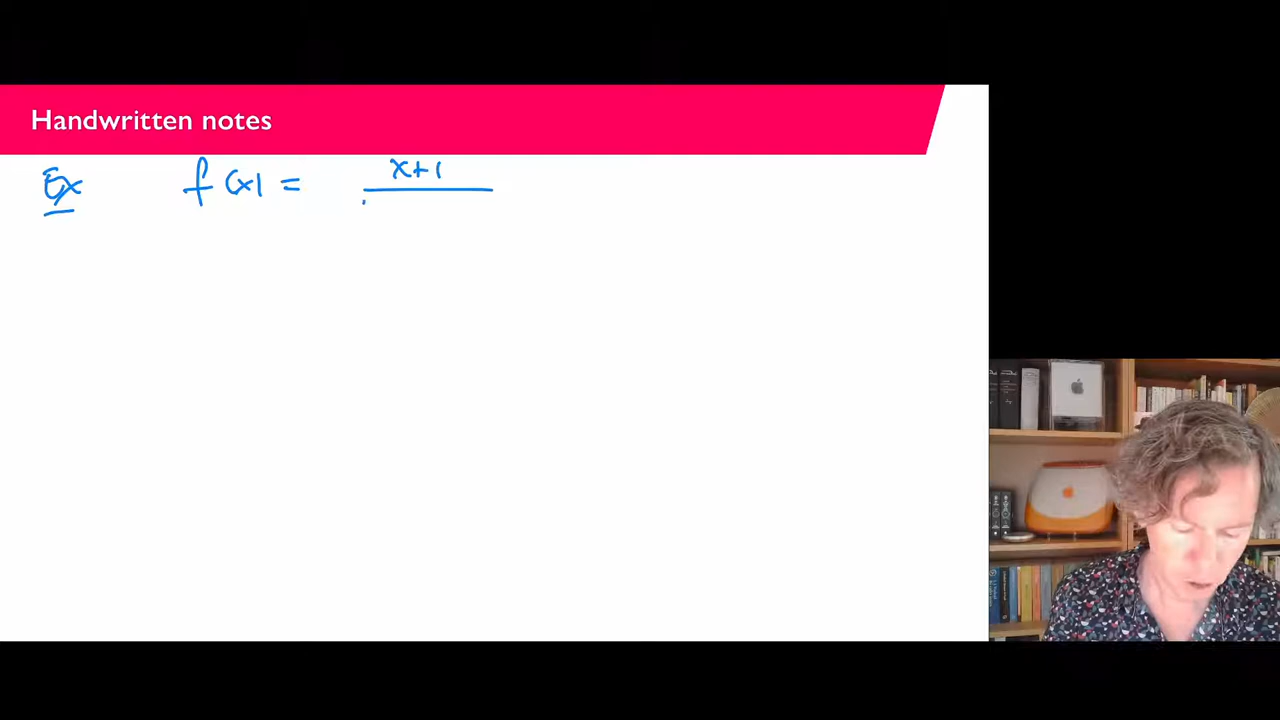 Handwritten notes
Ex f(x) = x+1